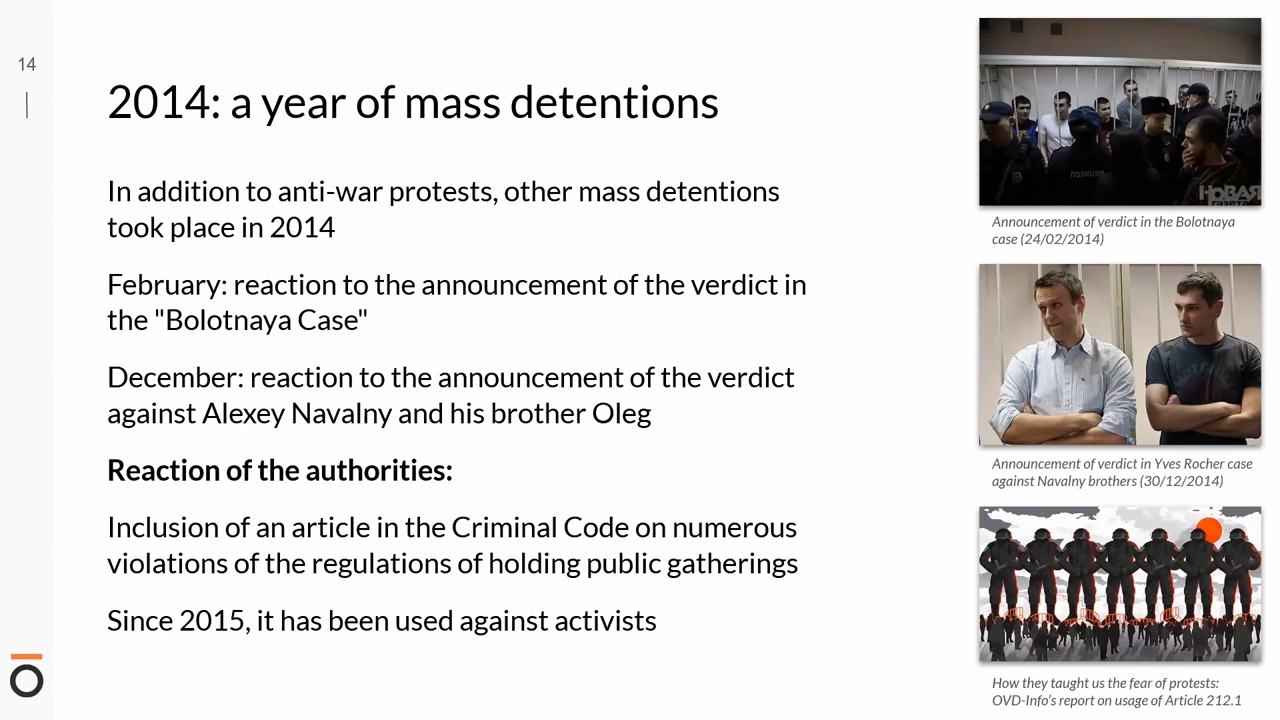 14
2014: a year of mass detentions
In addition to anti-war protests, other mass detentions
took place in 2014
February: reaction to the announcement of the verdict in
the "Bolotnaya Case"
December: reaction to the announcement of the verdict
against Alexey Navalny and his brother Oleg
Reaction of the authorities:
Inclusion of an article in the Criminal Code on numerous
violations of the regulations of holding public gatherings
Since 2015, it has been used against activists
ПОЛИЦИЯ
НОВАЯ
Announcement of verdict in the Bolotnaya
case (24/02/2014)
Announcement of verdict in Yves Rocher case
against Navalny brothers (30/12/2014)
How they taught us the fear of protests:
OVD-Info's report on usage of Article 212.1